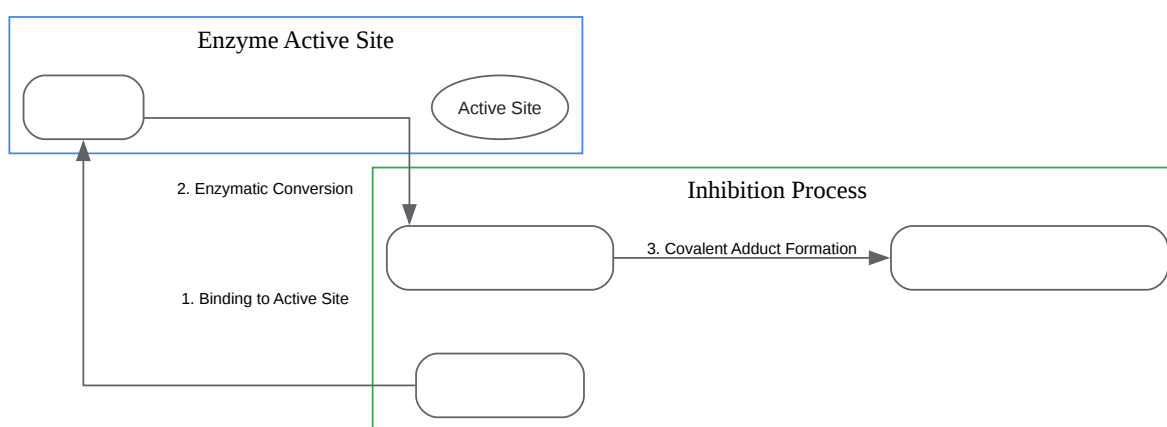 Enzyme Active Site
Active Site
2. Enzymatic Conversion
Inhibition Process
3. Covalent Adduct Formation
1. Binding to Active Site